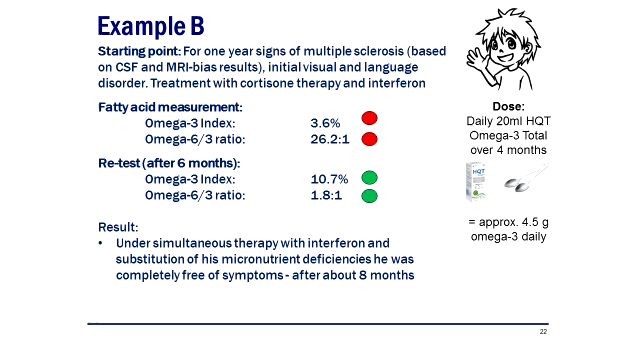 Example B
Starting point: For one year signs of multiple sclerosis (based
on CSF and MRI-bias results), initial visual and language
disorder. Treatment with cortisone therapy and interferon
Fatty acid measurement:
Omega-3 Index: 3.6%
Omega-6/3 ratio: 26.2:1
Re-test (after 6 months):
Omega-3 Index: 10.7%
Omega-6/3 ratio: 1.8:1
Result:
• Under simultaneous therapy with interferon and
substitution of his micronutrient deficiencies he was
completely free of symptoms - after about 8 months
Dose:
Daily 20ml HQT
Omega-3 Total
over 4 months
HQT
= approx. 4.5 g
omega-3 daily
22